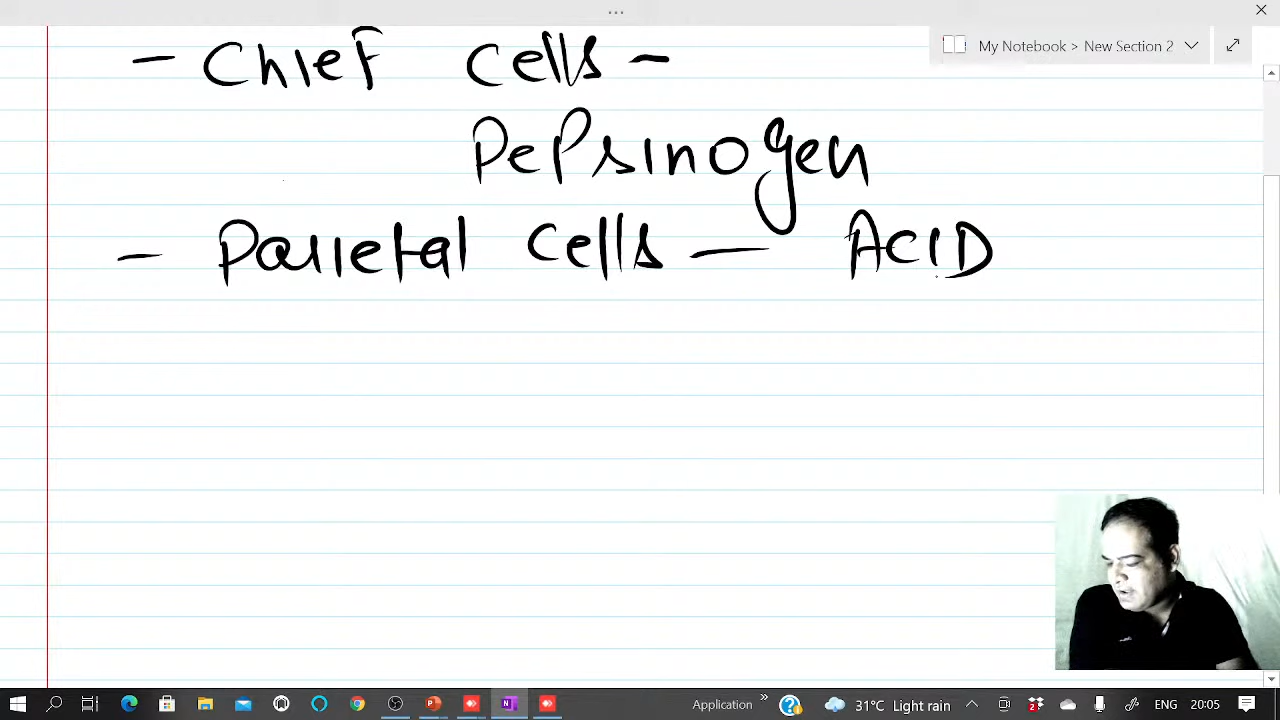 ...
My Notebook > New Section 2
- Chief cells -
Pepsinogen
- Parietal cells - ACID
Application
31°C Light rain
ENG 20:05